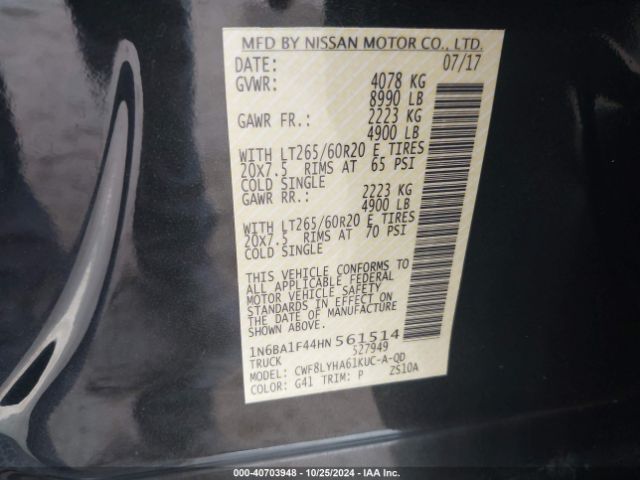 MFD BY NISSAN MOTOR CO., LTD.
DATE: 07/17
GVWR: 4078 KG
8990 LB
GAWR FR.: 2223 KG
4900 LB
WITH LT265/60R20 E TIRES
20X7.5 RIMS AT 65 PSI
COLD SINGLE
GAWR RR.: 2223 KG
4900 LB
WITH LT265/60R20 E TIRES
20X7.5 RIMS AT 70 PSI
COLD SINGLE
THIS VEHICLE CONFORMS TO
ALL APPLICABLE FEDERAL
MOTOR VEHICLE SAFETY
STANDARDS IN EFFECT ON
THE DATE OF MANUFACTURE
1N6BA1F44HN561514
TRUCK 527949
MODEL: CWF8LYHA61KUC-A-QD
COLOR: G41 TRIM: P ZS10A
000-40703948 - 10/25/2024 - IAA Inc.